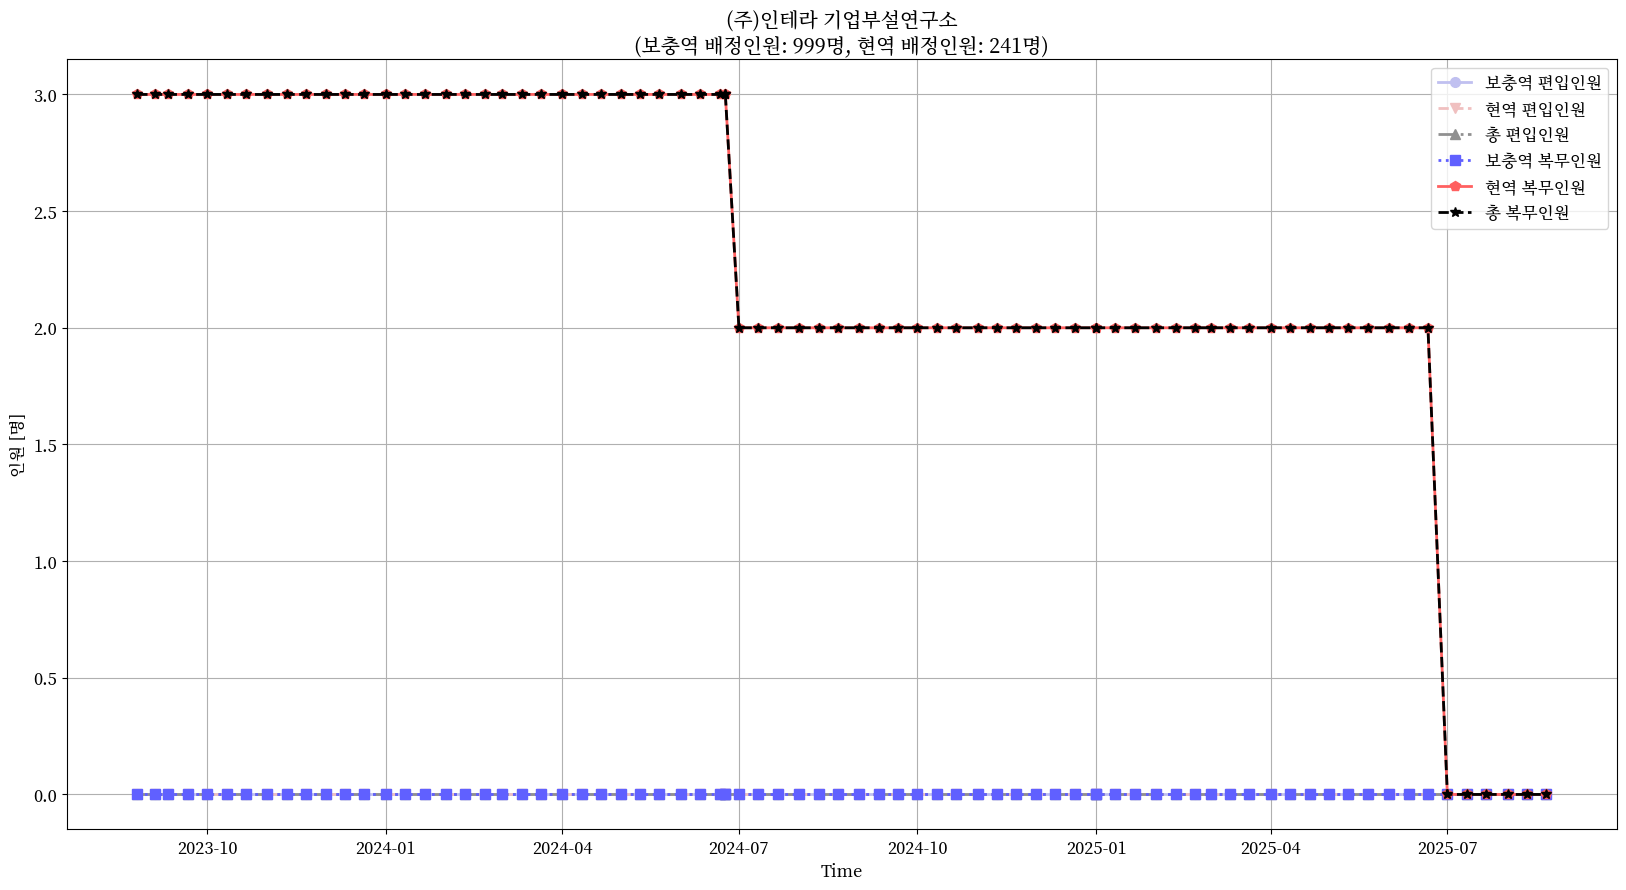 (주)인테라 기업부설연구소
(보충역 배정인원: 999명, 현역 배정인원: 241명)
보충역 편입인원
현역 편입인원
총 편입인원
보충역 복무인원
현역 복무인원
총 복무인원
인원 [명]
3.0
2.5
2.0
1.5
1.0
0.5
0.0
2023-10
2024-01
2024-04
2024-07
2024-10
2025-01
2025-04
2025-07
Time